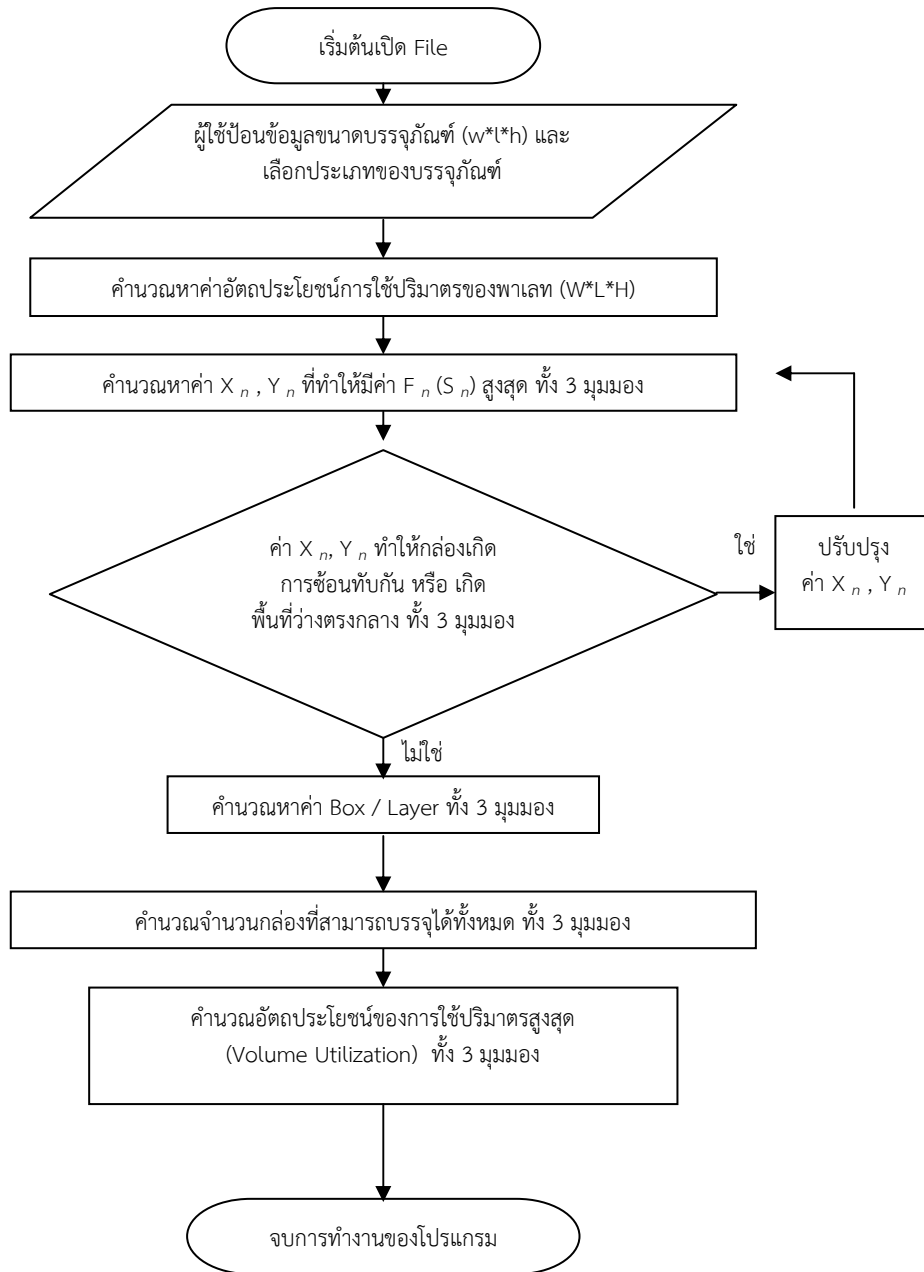 เริ่มต้นเปิด File
ผู้ใช้ป้อนข้อมูลขนาดบรรจุภัณฑ์ (w*l*h) และ
เลือกประเภทของบรรจุภัณฑ์
คำนวณหาค่าอัตถประโยชน์การใช้ปริมาตรของพาเลท (W*L*H)
คำนวณหาค่า X n , Y n ที่ทำให้มีค่า F n (S n) สูงสุด ทั้ง 3 มุมมอง
ค่า X n, Y n ทำให้กล่องเกิด
การซ้อนทับกัน หรือ เกิด
พื้นที่ว่างตรงกลาง ทั้ง 3 มุมมอง
ใช่
ปรับปรุง
ค่า X n , Y n
ไม่ใช่
คำนวณหาค่า Box / Layer ทั้ง 3 มุมมอง
คำนวณจำนวนกล่องที่สามารถบรรจุได้ทั้งหมด ทั้ง 3 มุมมอง
คำนวณอัตถประโยชน์ของการใช้ปริมาตรสูงสุด
(Volume Utilization) ทั้ง 3 มุมมอง
จบการทำงานของโปรแกรม